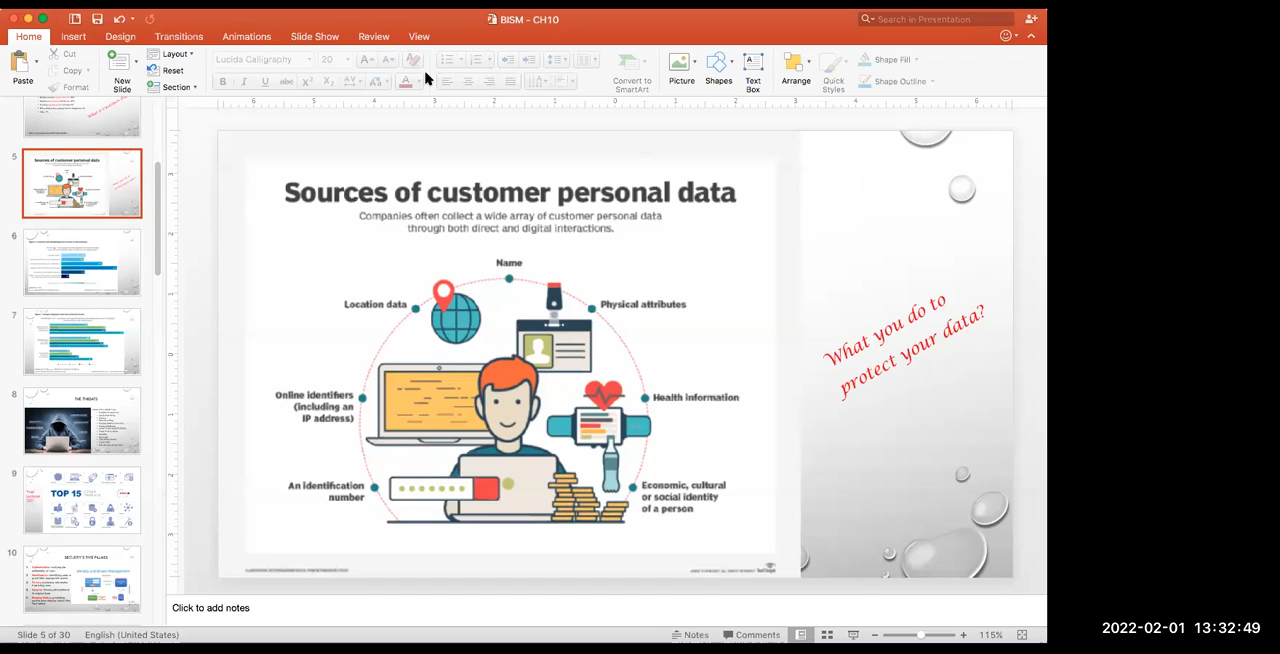 BISM - CH10
Search in Presentation
Home Insert Design Transitions Animations Slide Show Review View
Paste
Cut
Copy
Format
New Slide
Layout
Reset
Section
Lucida Calligraphy 20
Convert to SmartArt
Picture
Shapes
Text Box
Arrange
Quick Styles
Shape Fill
Shape Outline
5
6
7
8
THE THREATS
9
TOP 15
10
SECURITY'S FIVE PILLARS
Sources of customer personal data
Companies often collect a wide array of customer personal data
through both direct and digital interactions.
Name
Location data
Physical attributes
Online identifiers
(including an
IP address)
Health information
An identification
number
Economic, cultural
or social identity
of a person
What you do to
protect your data?
Click to add notes
Slide 5 of 30 English (United States) Notes Comments 115%
2022-02-01 13:32:49